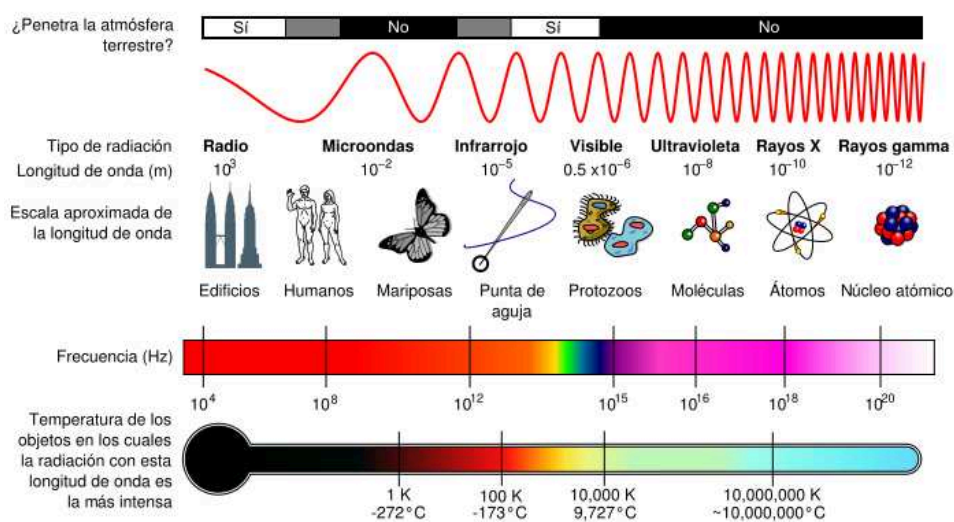 ¿Penetra la atmósfera
terrestre?
Sí No Sí No
Tipo de radiación Radio Microondas Infrarrojo Visible Ultravioleta Rayos X Rayos gamma
Longitud de onda (m) 10³ 10⁻² 10⁻⁵ 0.5 x10⁻⁶ 10⁻⁸ 10⁻¹⁰ 10⁻¹²
Escala aproximada de
la longitud de onda
Edificios Humanos Mariposas Punta de
aguja
Protozoos Moléculas Átomos Núcleo atómico
Frecuencia (Hz)
10⁴ 10⁸ 10¹² 10¹⁵ 10¹⁶ 10¹⁸ 10²⁰
Temperatura de los
objetos en los cuales
la radiación con esta
longitud de onda es
la más intensa
1 K 100 K 10,000 K 10,000,000 K
-272°C -173°C 9,727°C ~10,000,000°C